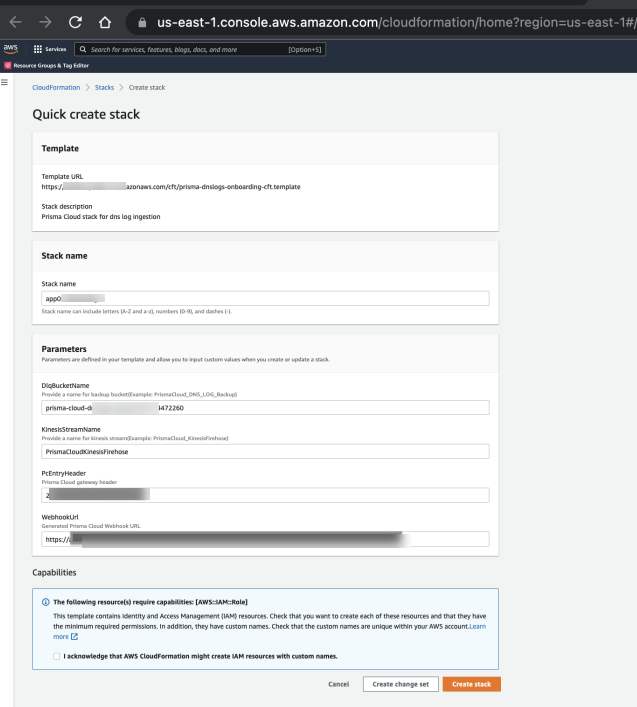 us-east-1.console.aws.amazon.com/cloudformation/home?region=us-east-1#/
aws
Services
Search for services, features, blogs, docs, and more
[Option+S]
Resource Groups & Tag Editor
CloudFormation > Stacks > Create stack
Quick create stack
Template
Template URL
https:/ azonaws.com/cft/prisma-dnslogs-onboarding-cft.template
Stack description
Prisma Cloud stack for dns log ingestion
Stack name
Stack name
app0
Stack name can include letters (A-Z and a-z), numbers (0-9), and dashes (-).
Parameters
Parameters are defined in your template and allow you to input custom values when you create or update a stack.
DlqBucketName
Provide a name for backup bucket(Example: PrismaCloud_DNS_LOG_Backup)
prisma-cloud-d 472260
KinesisStreamName
Provide a name for kinesis stream(Example: PrismaCloud_KinesisFirehose)
PrismaCloudKinesisFirehose
PcEntryHeader
Prisma Cloud gateway header
2
WebhookUrl
Generated Prisma Cloud Webhook URL
https://
Capabilities
The following resource(s) require capabilities: [AWS::IAM::Role]
This template contains Identity and Access Management (IAM) resources. Check that you want to create each of these resources and that they have
the minimum required permissions. In addition, they have custom names. Check that the custom names are unique within your AWS account.Learn
more
I acknowledge that AWS CloudFormation might create IAM resources with custom names.
Cancel
Create change set
Create stack